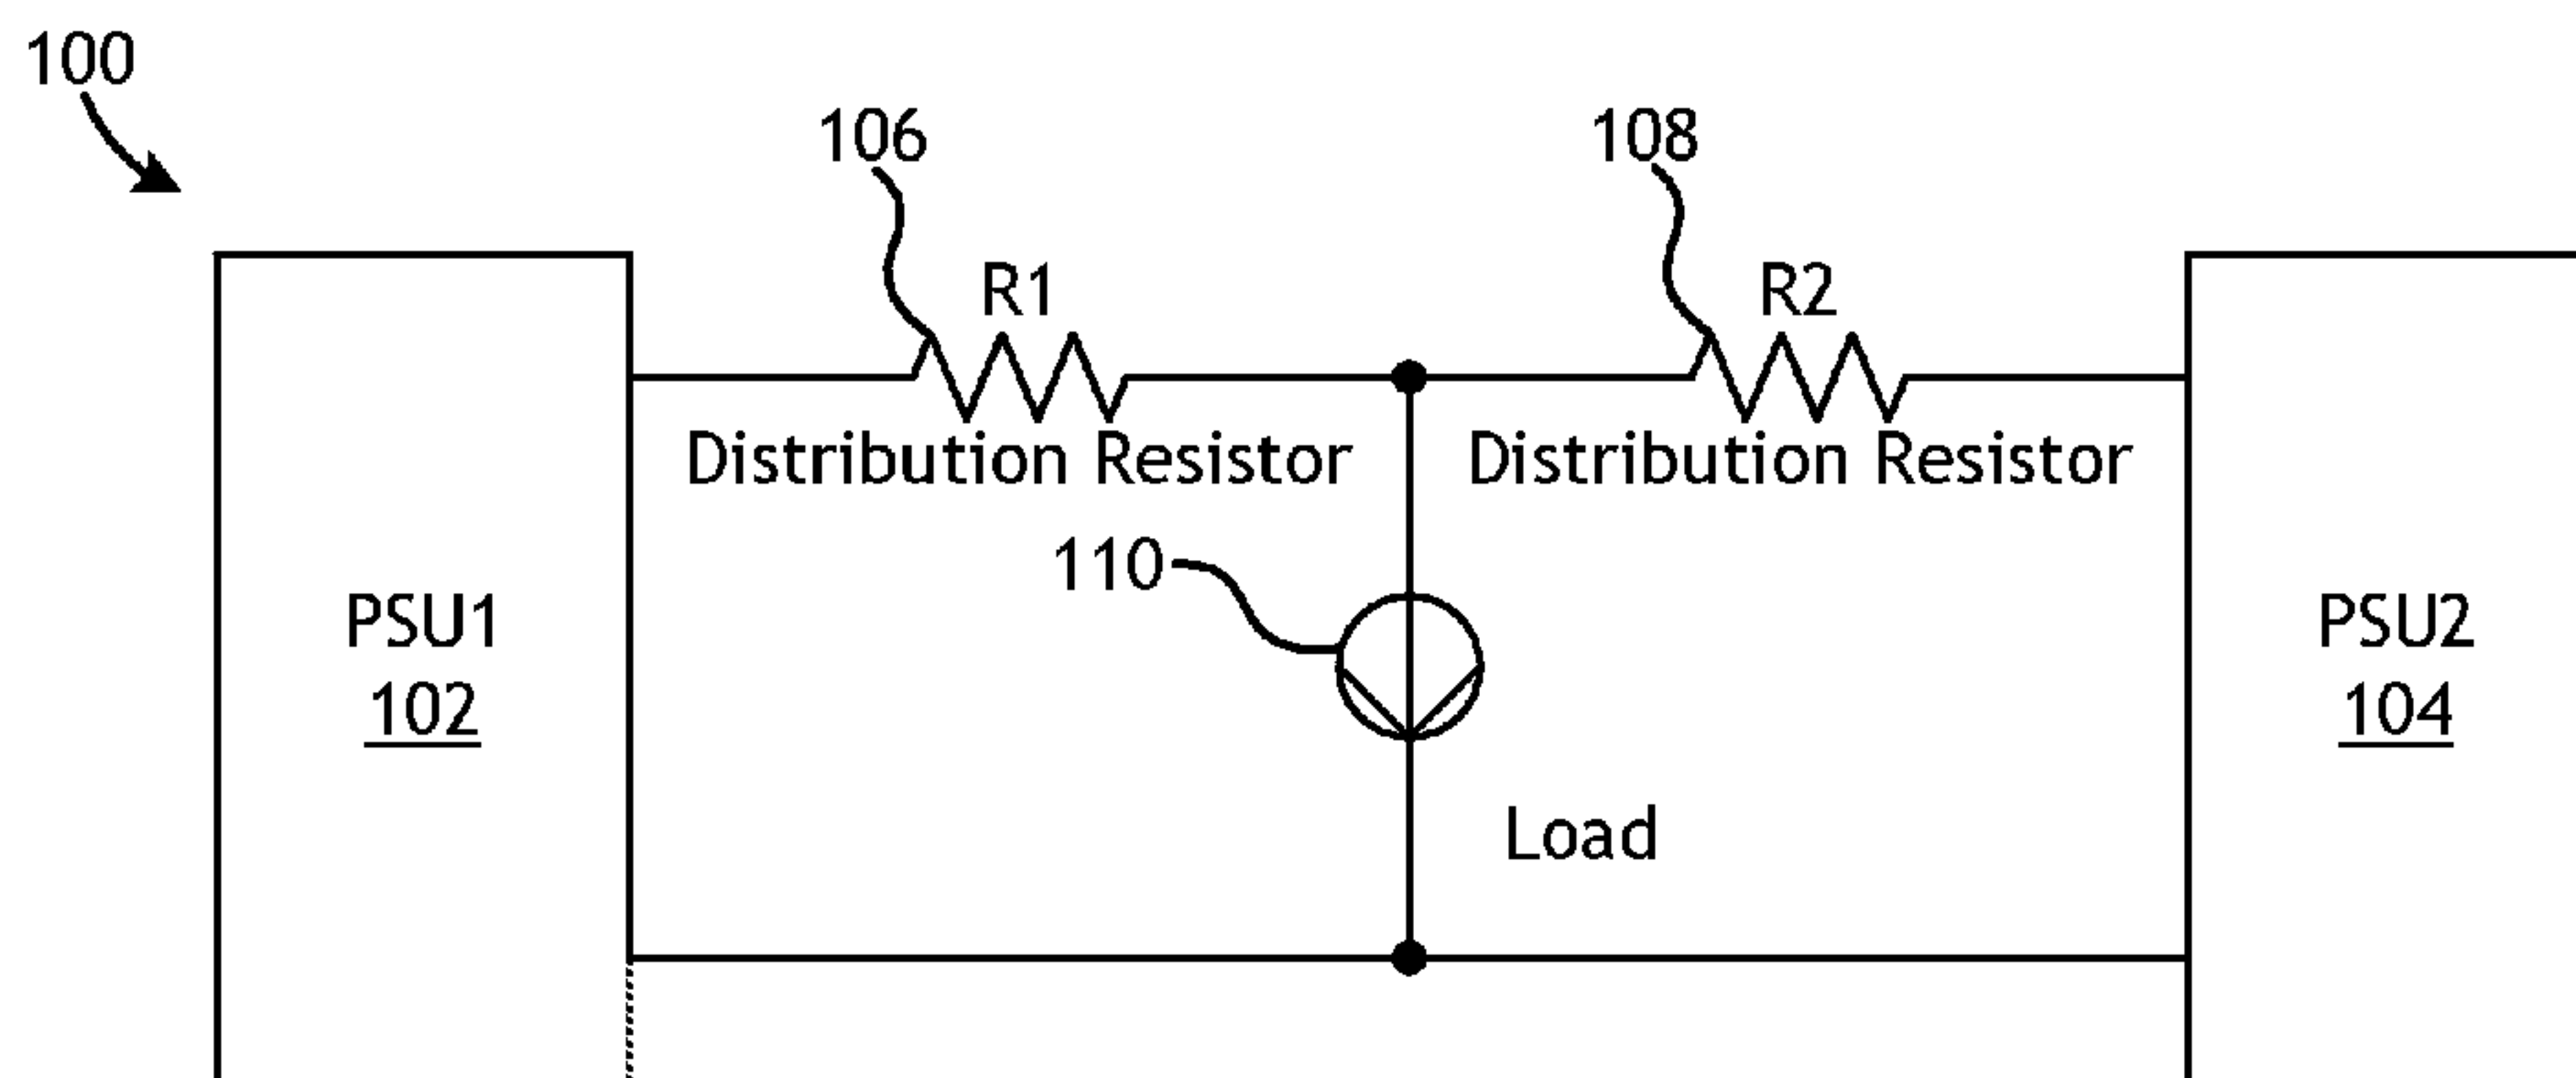 100
106
108
R1
R2
Distribution Resistor
Distribution Resistor
110
PSU1
102
PSU2
104
Load